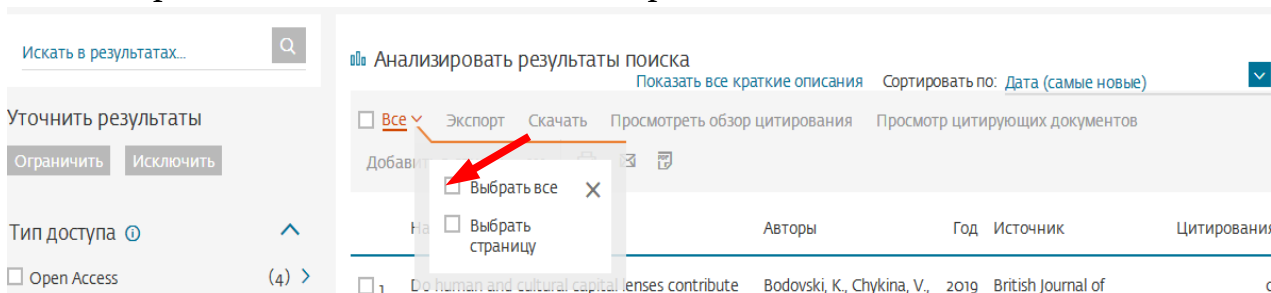 Искать в результатах...
Анализировать результаты поиска
Показать все краткие описания Сортировать по: Дата (самые новые)
Уточнить результаты
Все Экспорт Скачать Просмотреть обзор цитирования Просмотр цитирующих документов
Ограничить Исключить
Добави
Выбрать все
Выбрать
страницу
Тип доступа
На Авторы Год Источник Цитирования
Open Access (4)
1 Do human and cultural capital lenses contribute Bodovski, K., Chykina, V., 2019 British Journal of